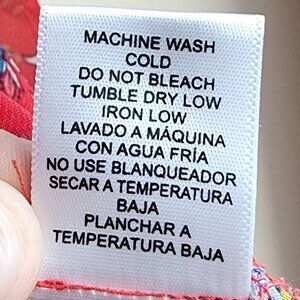 MACHINE WASH
COLD
DO NOT BLEACH
TUMBLE DRY LOW
IRON LOW
LAVADO A MÁQUINA
CON AGUA FRÍA
NO USE BLANQUEADOR
SECAR A TEMPERATURA
BAJA
PLANCHAR A
TEMPERATURA BAJA